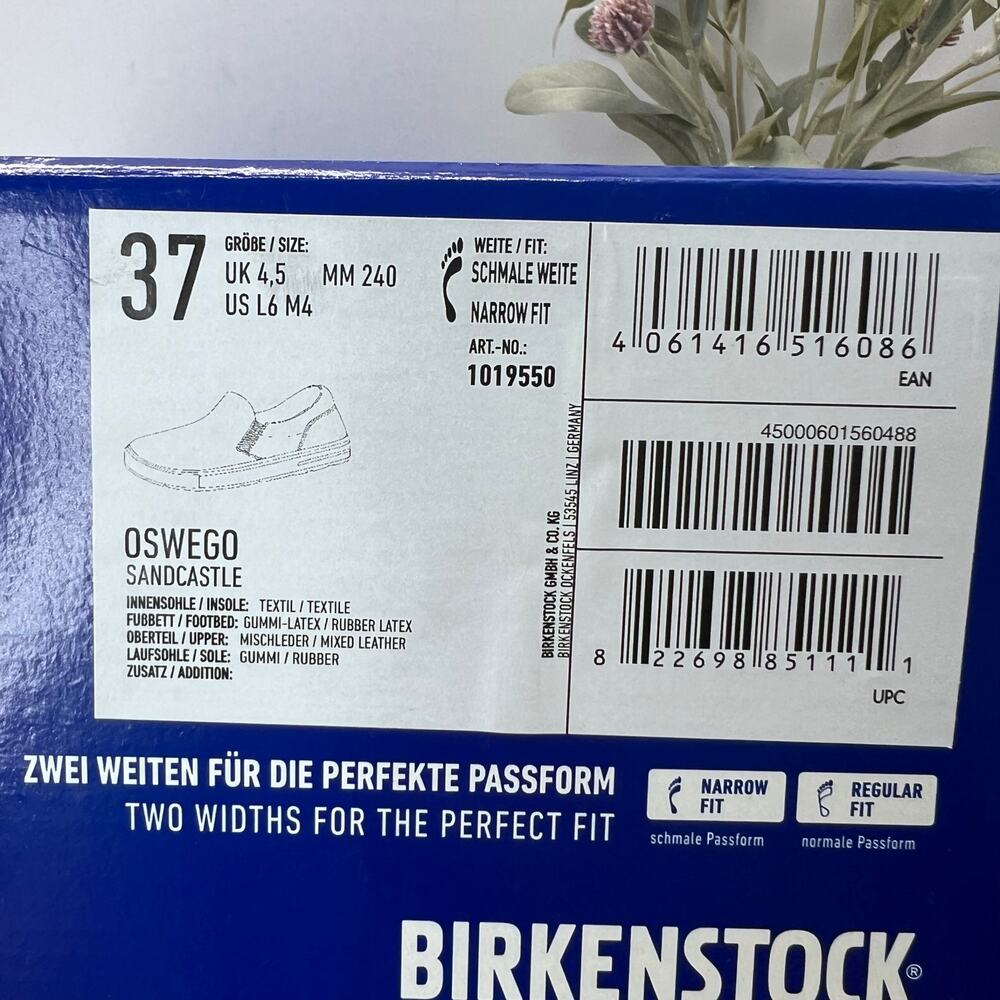 37
GRÖßE / SIZE:
UK 4,5 MM 240
US L6 M4
WEITE / FIT:
SCHMALE WEITE
NARROW FIT
ART.-NO.:
1019550
4 061416 516086
EAN
45000601560488
8 22698 85111 1
UPC
OSWEGO
SANDCASTLE
INNENSOHLE / INSOLE: TEXTIL / TEXTILE
FUßBETT / FOOTBED: GUMMI-LATEX / RUBBER LATEX
OBERTEIL / UPPER: MISCHLEDER / MIXED LEATHER
LAUFSOHLE / SOLE: GUMMI / RUBBER
ZUSATZ / ADDITION:
BIRKENSTOCK GMBH & CO. KG
BIRKENSTOCK OCKENFELS | 53545 LINZ | GERMANY
ZWEI WEITEN FÜR DIE PERFEKTE PASSFORM
TWO WIDTHS FOR THE PERFECT FIT
NARROW
FIT
schmale Passform
REGULAR
FIT
normale Passform
BIRKENSTOCK®